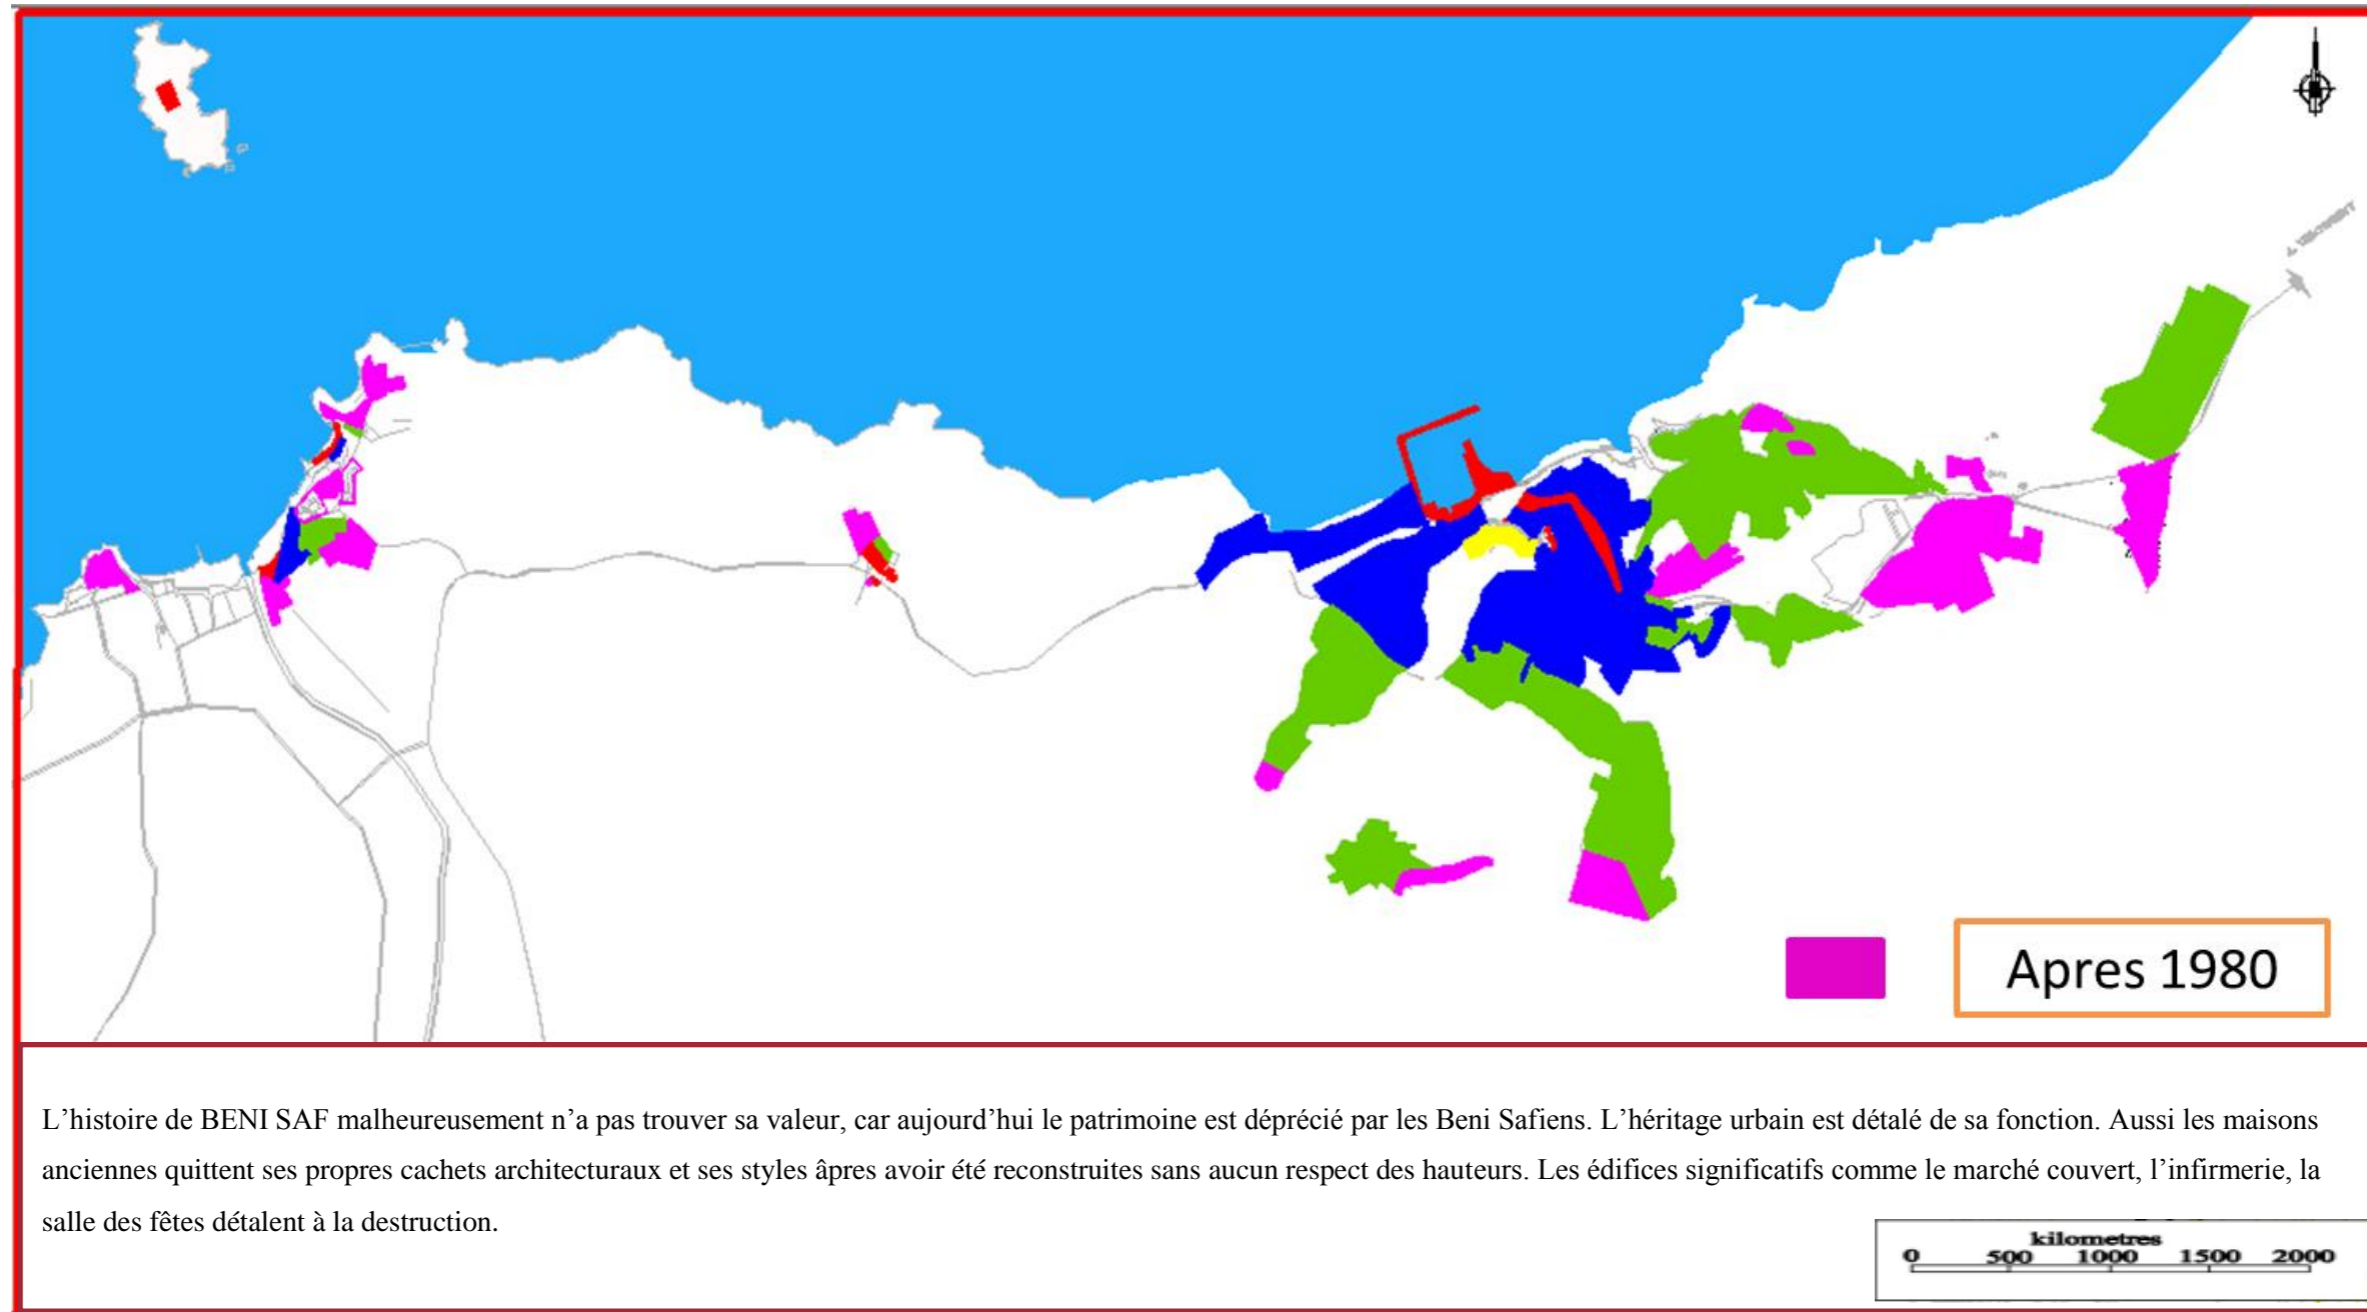 Apres 1980
L’histoire de BENI SAF malheureusement n’a pas trouver sa valeur, car aujourd’hui le patrimoine est déprécié par les Beni Safiens. L’héritage urbain est détalé de sa fonction. Aussi les maisons
anciennes quittent ses propres cachets architecturaux et ses styles âpres avoir été reconstruites sans aucun respect des hauteurs. Les édifices significatifs comme le marché couvert, l’infirmerie, la
salle des fêtes détalent à la destruction.
kilometres
0 500 1000 1500 2000